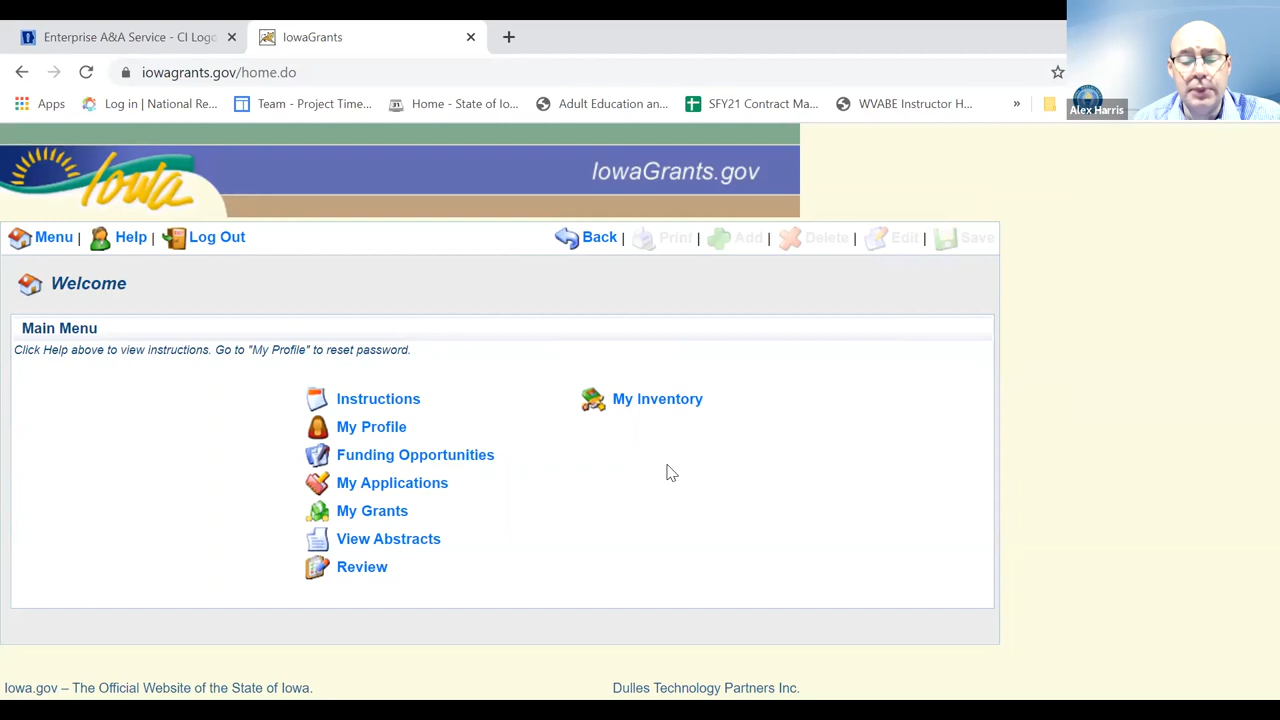 Enterprise A&A Service - CI Logo
IowaGrants
iowagrants.gov/home.do
Apps
Log in | National Re...
Team - Project Time...
31
Home - State of Io...
Adult Education an...
SFY21 Contract Ma...
WVABE Instructor H...
»
Alex Harris
Iowa
IowaGrants.gov
Menu | Help | Log Out
Back | Print | Add | Delete | Edit | Save
Welcome
Main Menu
Click Help above to view instructions. Go to "My Profile" to reset password.
Instructions
My Profile
Funding Opportunities
My Applications
My Grants
View Abstracts
Review
My Inventory
Iowa.gov – The Official Website of the State of Iowa.
Dulles Technology Partners Inc.